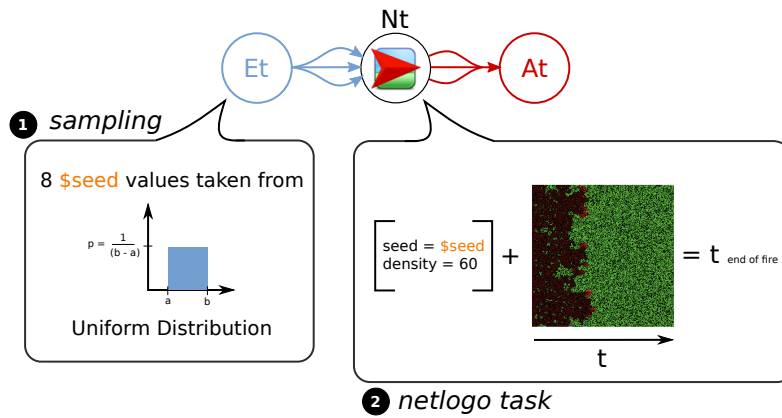 Nt
Et
At
1 sampling
8 $seed values taken from
p = 1
(b - a)
a b
Uniform Distribution
seed = $seed
density = 60
+
= t end of fire
t
2 netlogo task